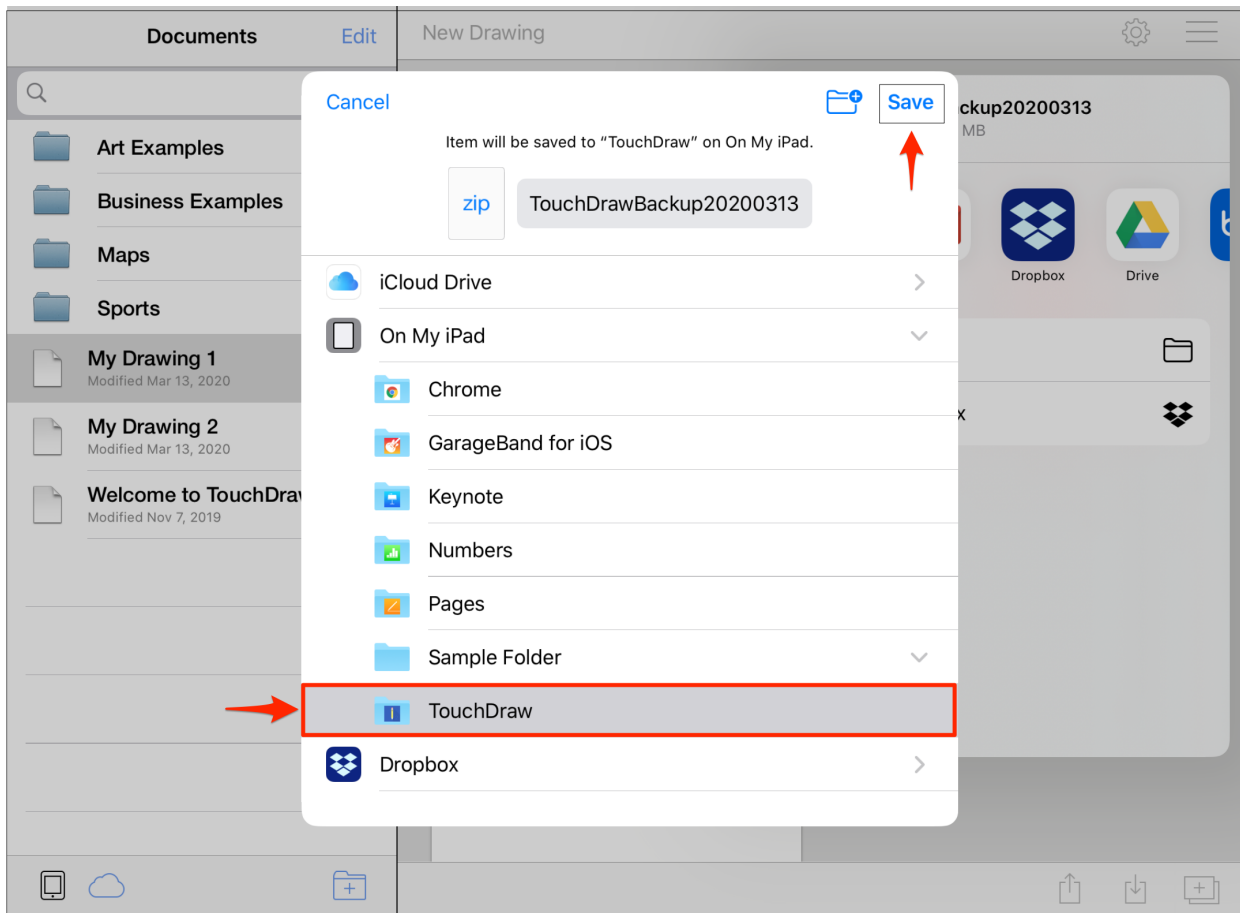 Documents
Edit
New Drawing
Art Examples
Business Examples
Maps
Sports
My Drawing 1
Modified Mar 13, 2020
My Drawing 2
Modified Mar 13, 2020
Welcome to TouchDraw
Modified Nov 7, 2019
Cancel
Save
Item will be saved to “TouchDraw” on On My iPad.
zip
TouchDrawBackup20200313
iCloud Drive
On My iPad
Chrome
GarageBand for iOS
Keynote
Numbers
Pages
Sample Folder
TouchDraw
Dropbox
ckup20200313
MB
Dropbox
Drive
x